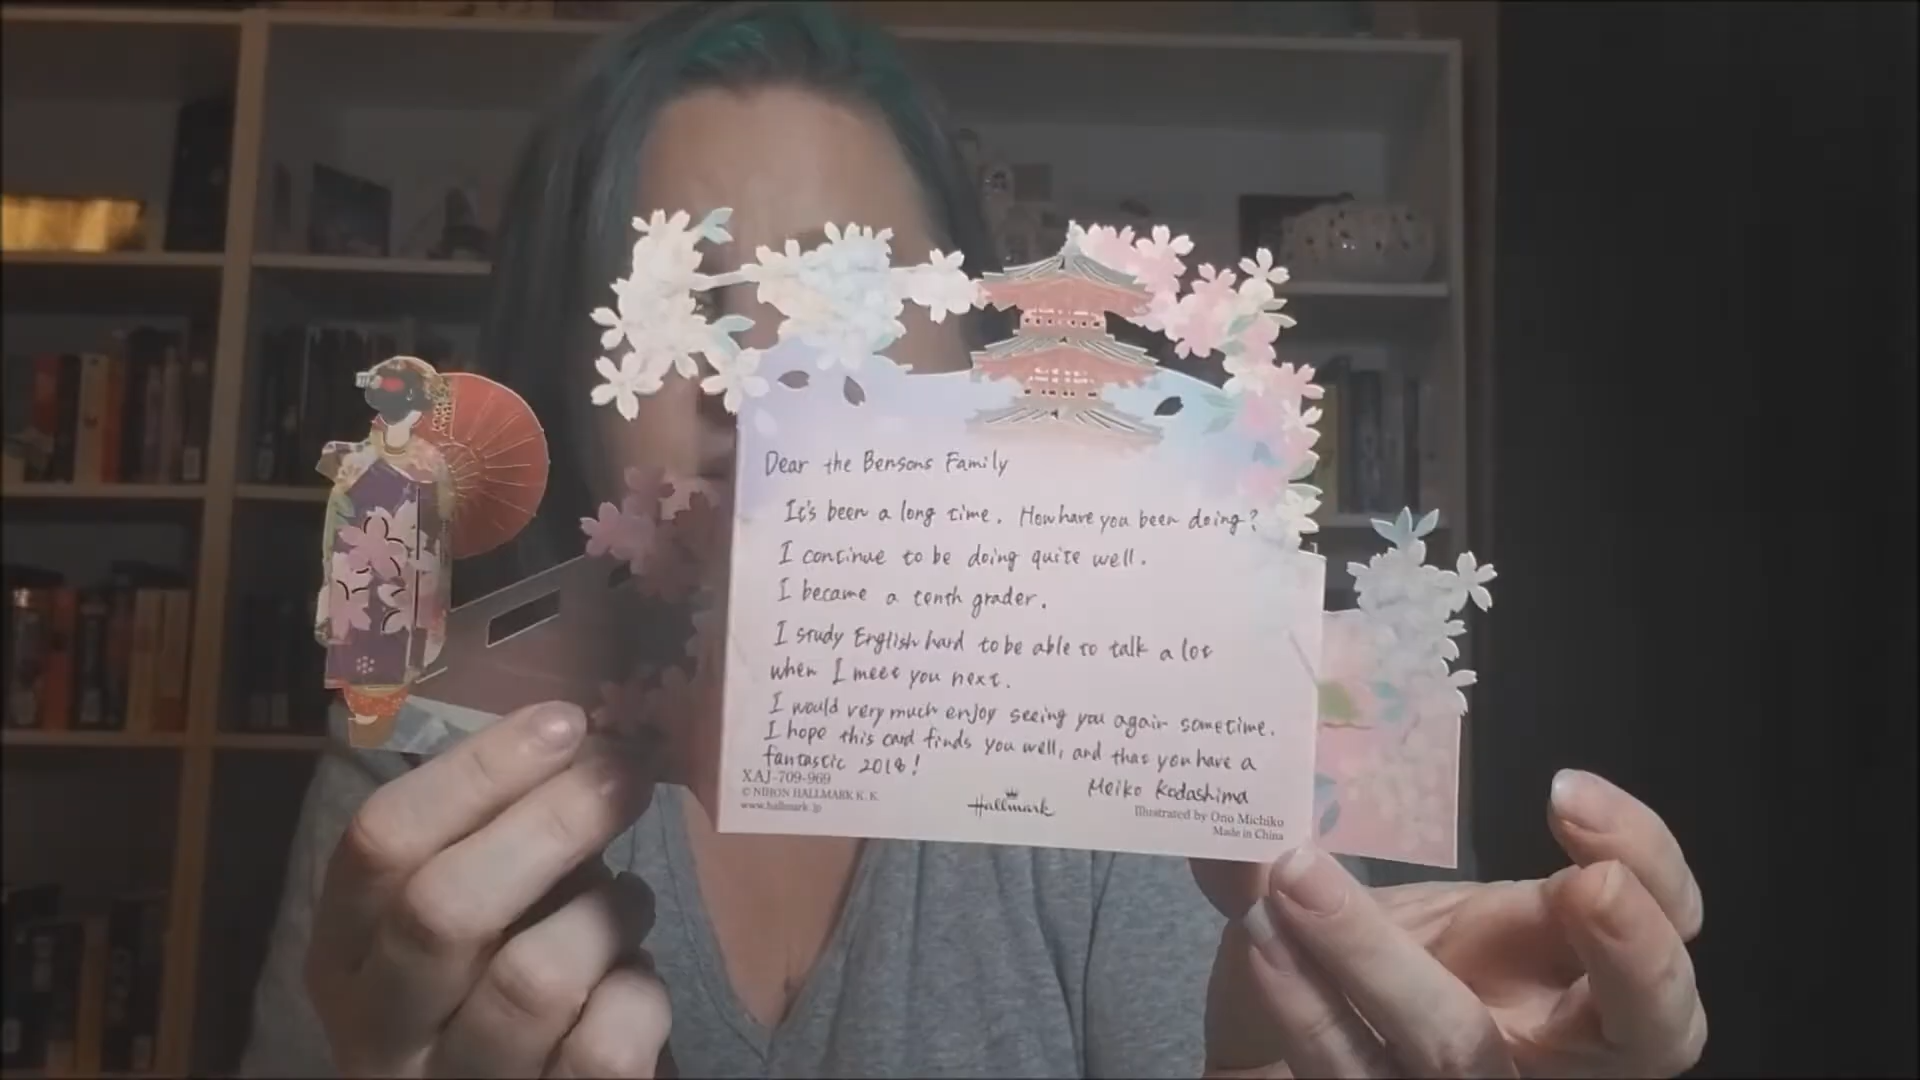 Dear the Bensons Family
It's been a long time. How have you been doing?
I continue to be doing quite well.
I became a tenth grader.
I study English hard to be able to talk a lot
when I meet you next.
I would very much enjoy seeing you again sometime.
I hope this card finds you well, and that you have a
fantastic 2018!
Meiko Kodashima
XAJ-709-969
© NIHON HALLMARK K. K.
www.hallmark.jp
Hallmark
Illustrated by Ono Michiko
Made in China